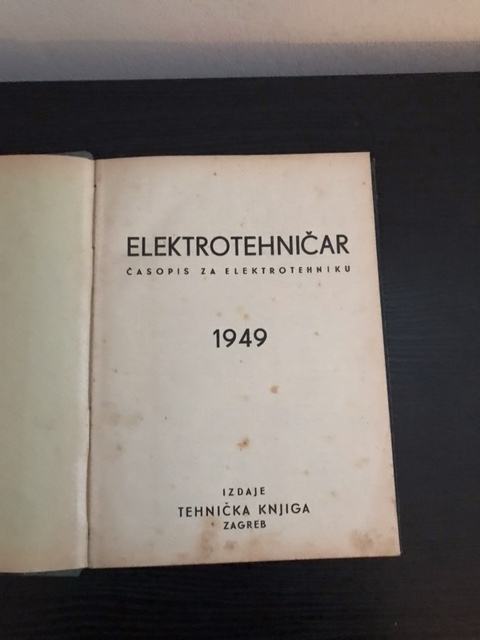 ELEKTROTEHNIČAR
ČASOPIS ZA ELEKTROTEHNIKU
1949
IZDAJE
TEHNIČKA KNJIGA
ZAGREB